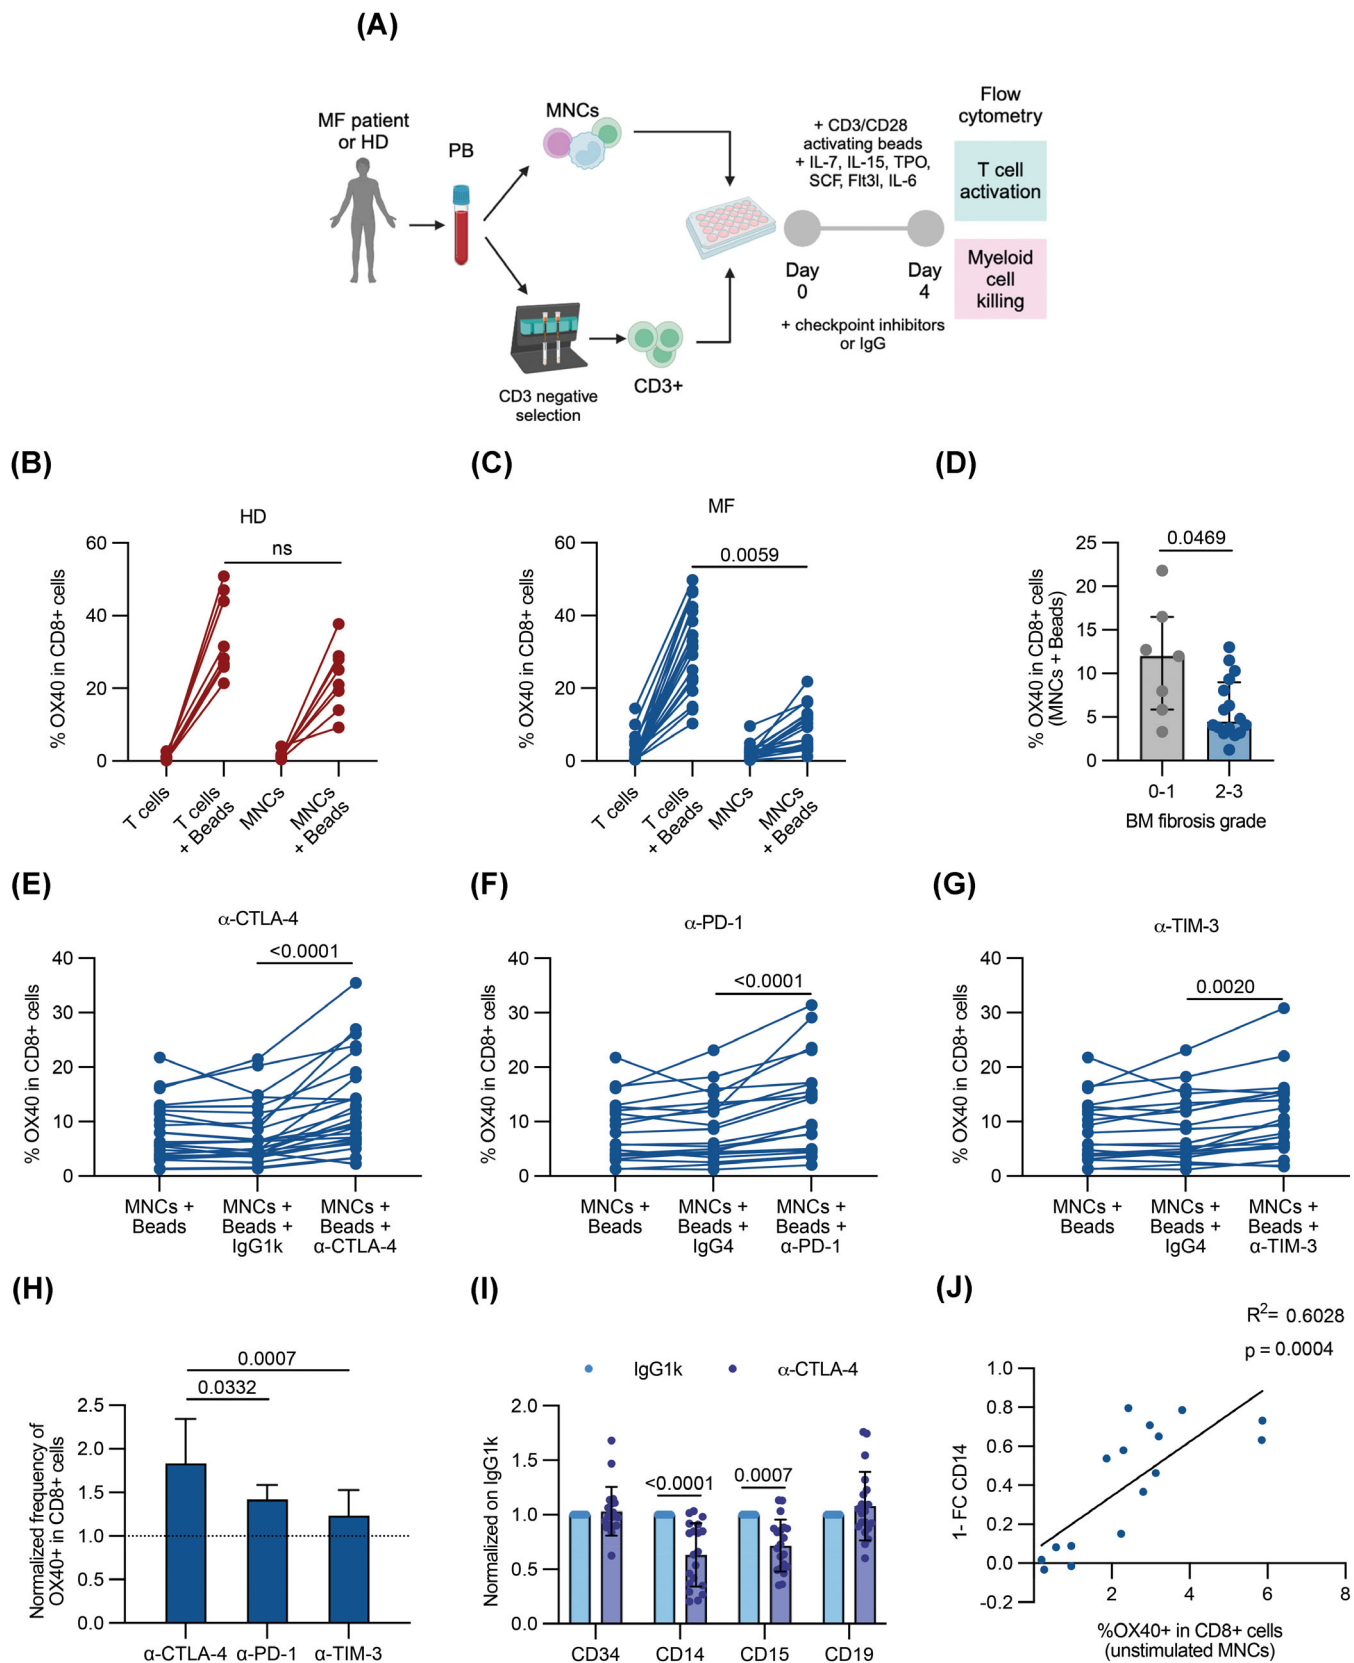 (A)
MF patient
or HD
PB
MNCs
CD3 negative
selection
CD3+
+ CD3/CD28
activating beads
+ IL-7, IL-15, TPO,
SCF, Flt3l, IL-6
Day
0
Day
4
+ checkpoint inhibitors
or IgG
Flow
cytometry
T cell
activation
Myeloid
cell
killing
(B)
HD
ns
% OX40 in CD8+ cells
60
40
20
0
T cells
T cells
+ Beads
MNCs
MNCs
+ Beads
(C)
MF
0.0059
% OX40 in CD8+ cells
60
40
20
0
T cells
T cells
+ Beads
MNCs
MNCs
+ Beads
(D)
0.0469
% OX40 in CD8+ cells
(MNCs + Beads)
25
20
15
10
5
0
0-1
2-3
BM fibrosis grade
(E)
α-CTLA-4
<0.0001
% OX40 in CD8+ cells
40
30
20
10
0
MNCs +
Beads
MNCs +
Beads +
IgG1k
MNCs +
Beads +
α-CTLA-4
(F)
α-PD-1
<0.0001
% OX40 in CD8+ cells
40
30
20
10
0
MNCs +
Beads
MNCs +
Beads +
IgG4
MNCs +
Beads +
α-PD-1
(G)
α-TIM-3
0.0020
% OX40 in CD8+ cells
40
30
20
10
0
MNCs +
Beads
MNCs +
Beads +
IgG4
MNCs +
Beads +
α-TIM-3
(H)
0.0007
0.0332
Normalized frequency of
OX40+ in CD8+ cells
2.5
2.0
1.5
1.0
0.5
0.0
α-CTLA-4
α-PD-1
α-TIM-3
(I)
IgG1k
α-CTLA-4
<0.0001
0.0007
Normalized on IgG1k
2.0
1.5
1.0
0.5
0.0
CD34
CD14
CD15
CD19
(J)
R2= 0.6028
p = 0.0004
1- FC CD14
1.0
0.8
0.6
0.4
0.2
0.0
-0.2
2
4
6
8
%OX40+ in CD8+ cells
(unstimulated MNCs)